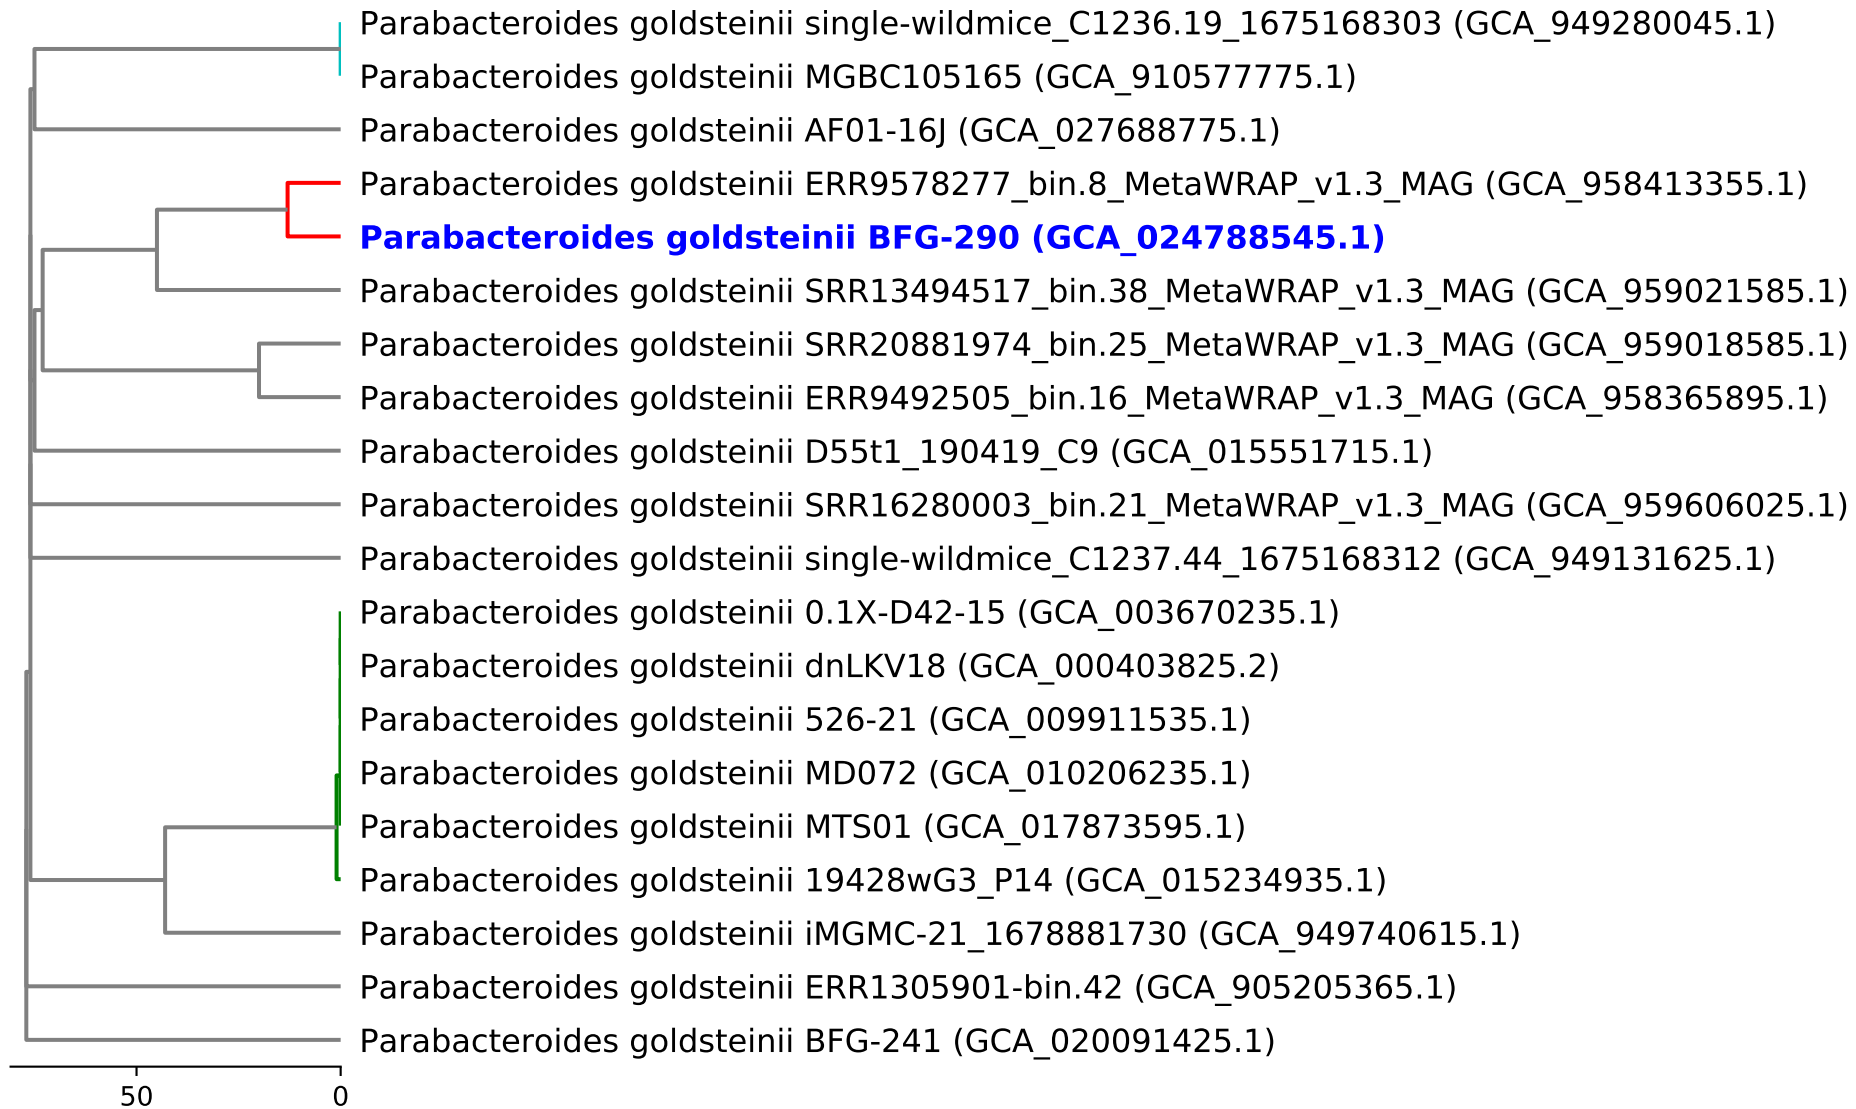 Parabacteroides goldsteinii single-wildmice_C1236.19_1675168303 (GCA_949280045.1)
Parabacteroides goldsteinii MGBC105165 (GCA_910577775.1)
Parabacteroides goldsteinii AF01-16J (GCA_027688775.1)
Parabacteroides goldsteinii ERR9578277_bin.8_MetaWRAP_v1.3_MAG (GCA_958413355.1)
Parabacteroides goldsteinii BFG-290 (GCA_024788545.1)
Parabacteroides goldsteinii SRR13494517_bin.38_MetaWRAP_v1.3_MAG (GCA_959021585.1)
Parabacteroides goldsteinii SRR20881974_bin.25_MetaWRAP_v1.3_MAG (GCA_959018585.1)
Parabacteroides goldsteinii ERR9492505_bin.16_MetaWRAP_v1.3_MAG (GCA_958365895.1)
Parabacteroides goldsteinii D55t1_190419_C9 (GCA_015551715.1)
Parabacteroides goldsteinii SRR16280003_bin.21_MetaWRAP_v1.3_MAG (GCA_959606025.1)
Parabacteroides goldsteinii single-wildmice_C1237.44_1675168312 (GCA_949131625.1)
Parabacteroides goldsteinii 0.1X-D42-15 (GCA_003670235.1)
Parabacteroides goldsteinii dnLKV18 (GCA_000403825.2)
Parabacteroides goldsteinii 526-21 (GCA_009911535.1)
Parabacteroides goldsteinii MD072 (GCA_010206235.1)
Parabacteroides goldsteinii MTS01 (GCA_017873595.1)
Parabacteroides goldsteinii 19428wG3_P14 (GCA_015234935.1)
Parabacteroides goldsteinii iMGMC-21_1678881730 (GCA_949740615.1)
Parabacteroides goldsteinii ERR1305901-bin.42 (GCA_905205365.1)
Parabacteroides goldsteinii BFG-241 (GCA_020091425.1)
50 0